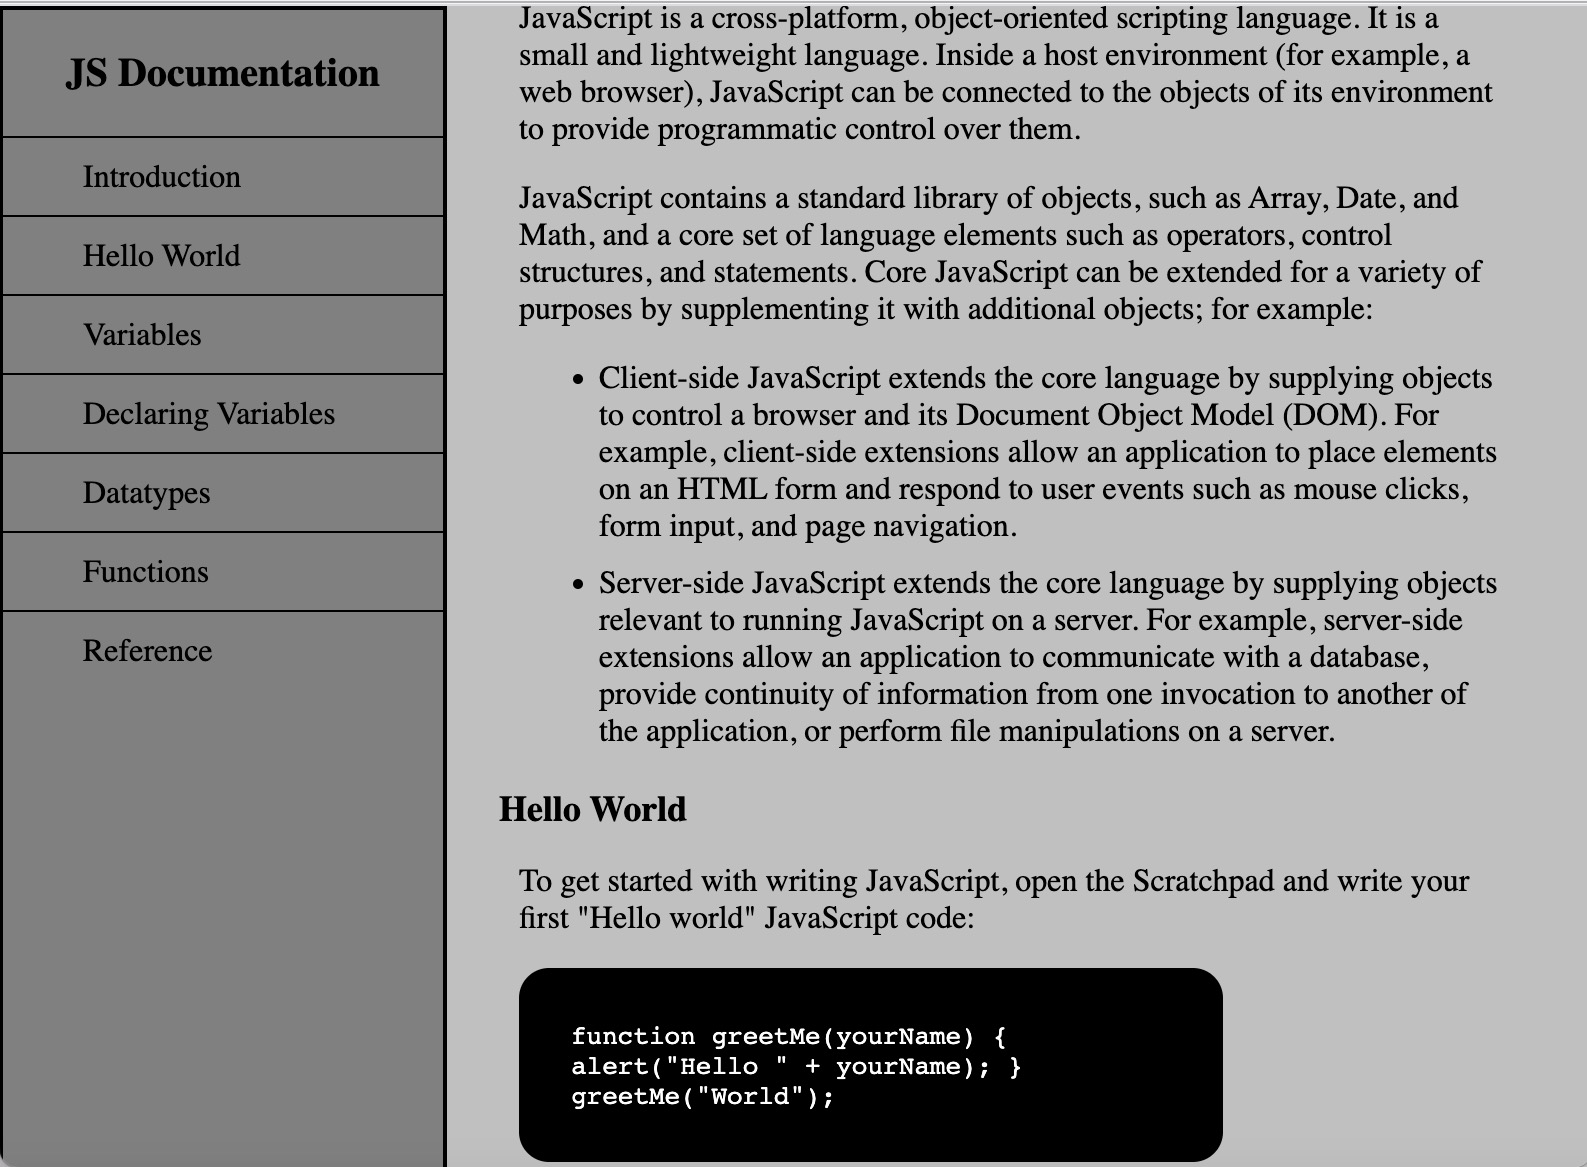 JS Documentation
Introduction
Hello World
Variables
Declaring Variables
Datatypes
Functions
Reference
JavaScript is a cross-platform, object-oriented scripting language. It is a
small and lightweight language. Inside a host environment (for example, a
web browser), JavaScript can be connected to the objects of its environment
to provide programmatic control over them.
JavaScript contains a standard library of objects, such as Array, Date, and
Math, and a core set of language elements such as operators, control
structures, and statements. Core JavaScript can be extended for a variety of
purposes by supplementing it with additional objects; for example:
• Client-side JavaScript extends the core language by supplying objects
to control a browser and its Document Object Model (DOM). For
example, client-side extensions allow an application to place elements
on an HTML form and respond to user events such as mouse clicks,
form input, and page navigation.
• Server-side JavaScript extends the core language by supplying objects
relevant to running JavaScript on a server. For example, server-side
extensions allow an application to communicate with a database,
provide continuity of information from one invocation to another of
the application, or perform file manipulations on a server.
Hello World
To get started with writing JavaScript, open the Scratchpad and write your
first "Hello world" JavaScript code:
function greetMe(yourName) {
alert("Hello " + yourName); }
greetMe("World");